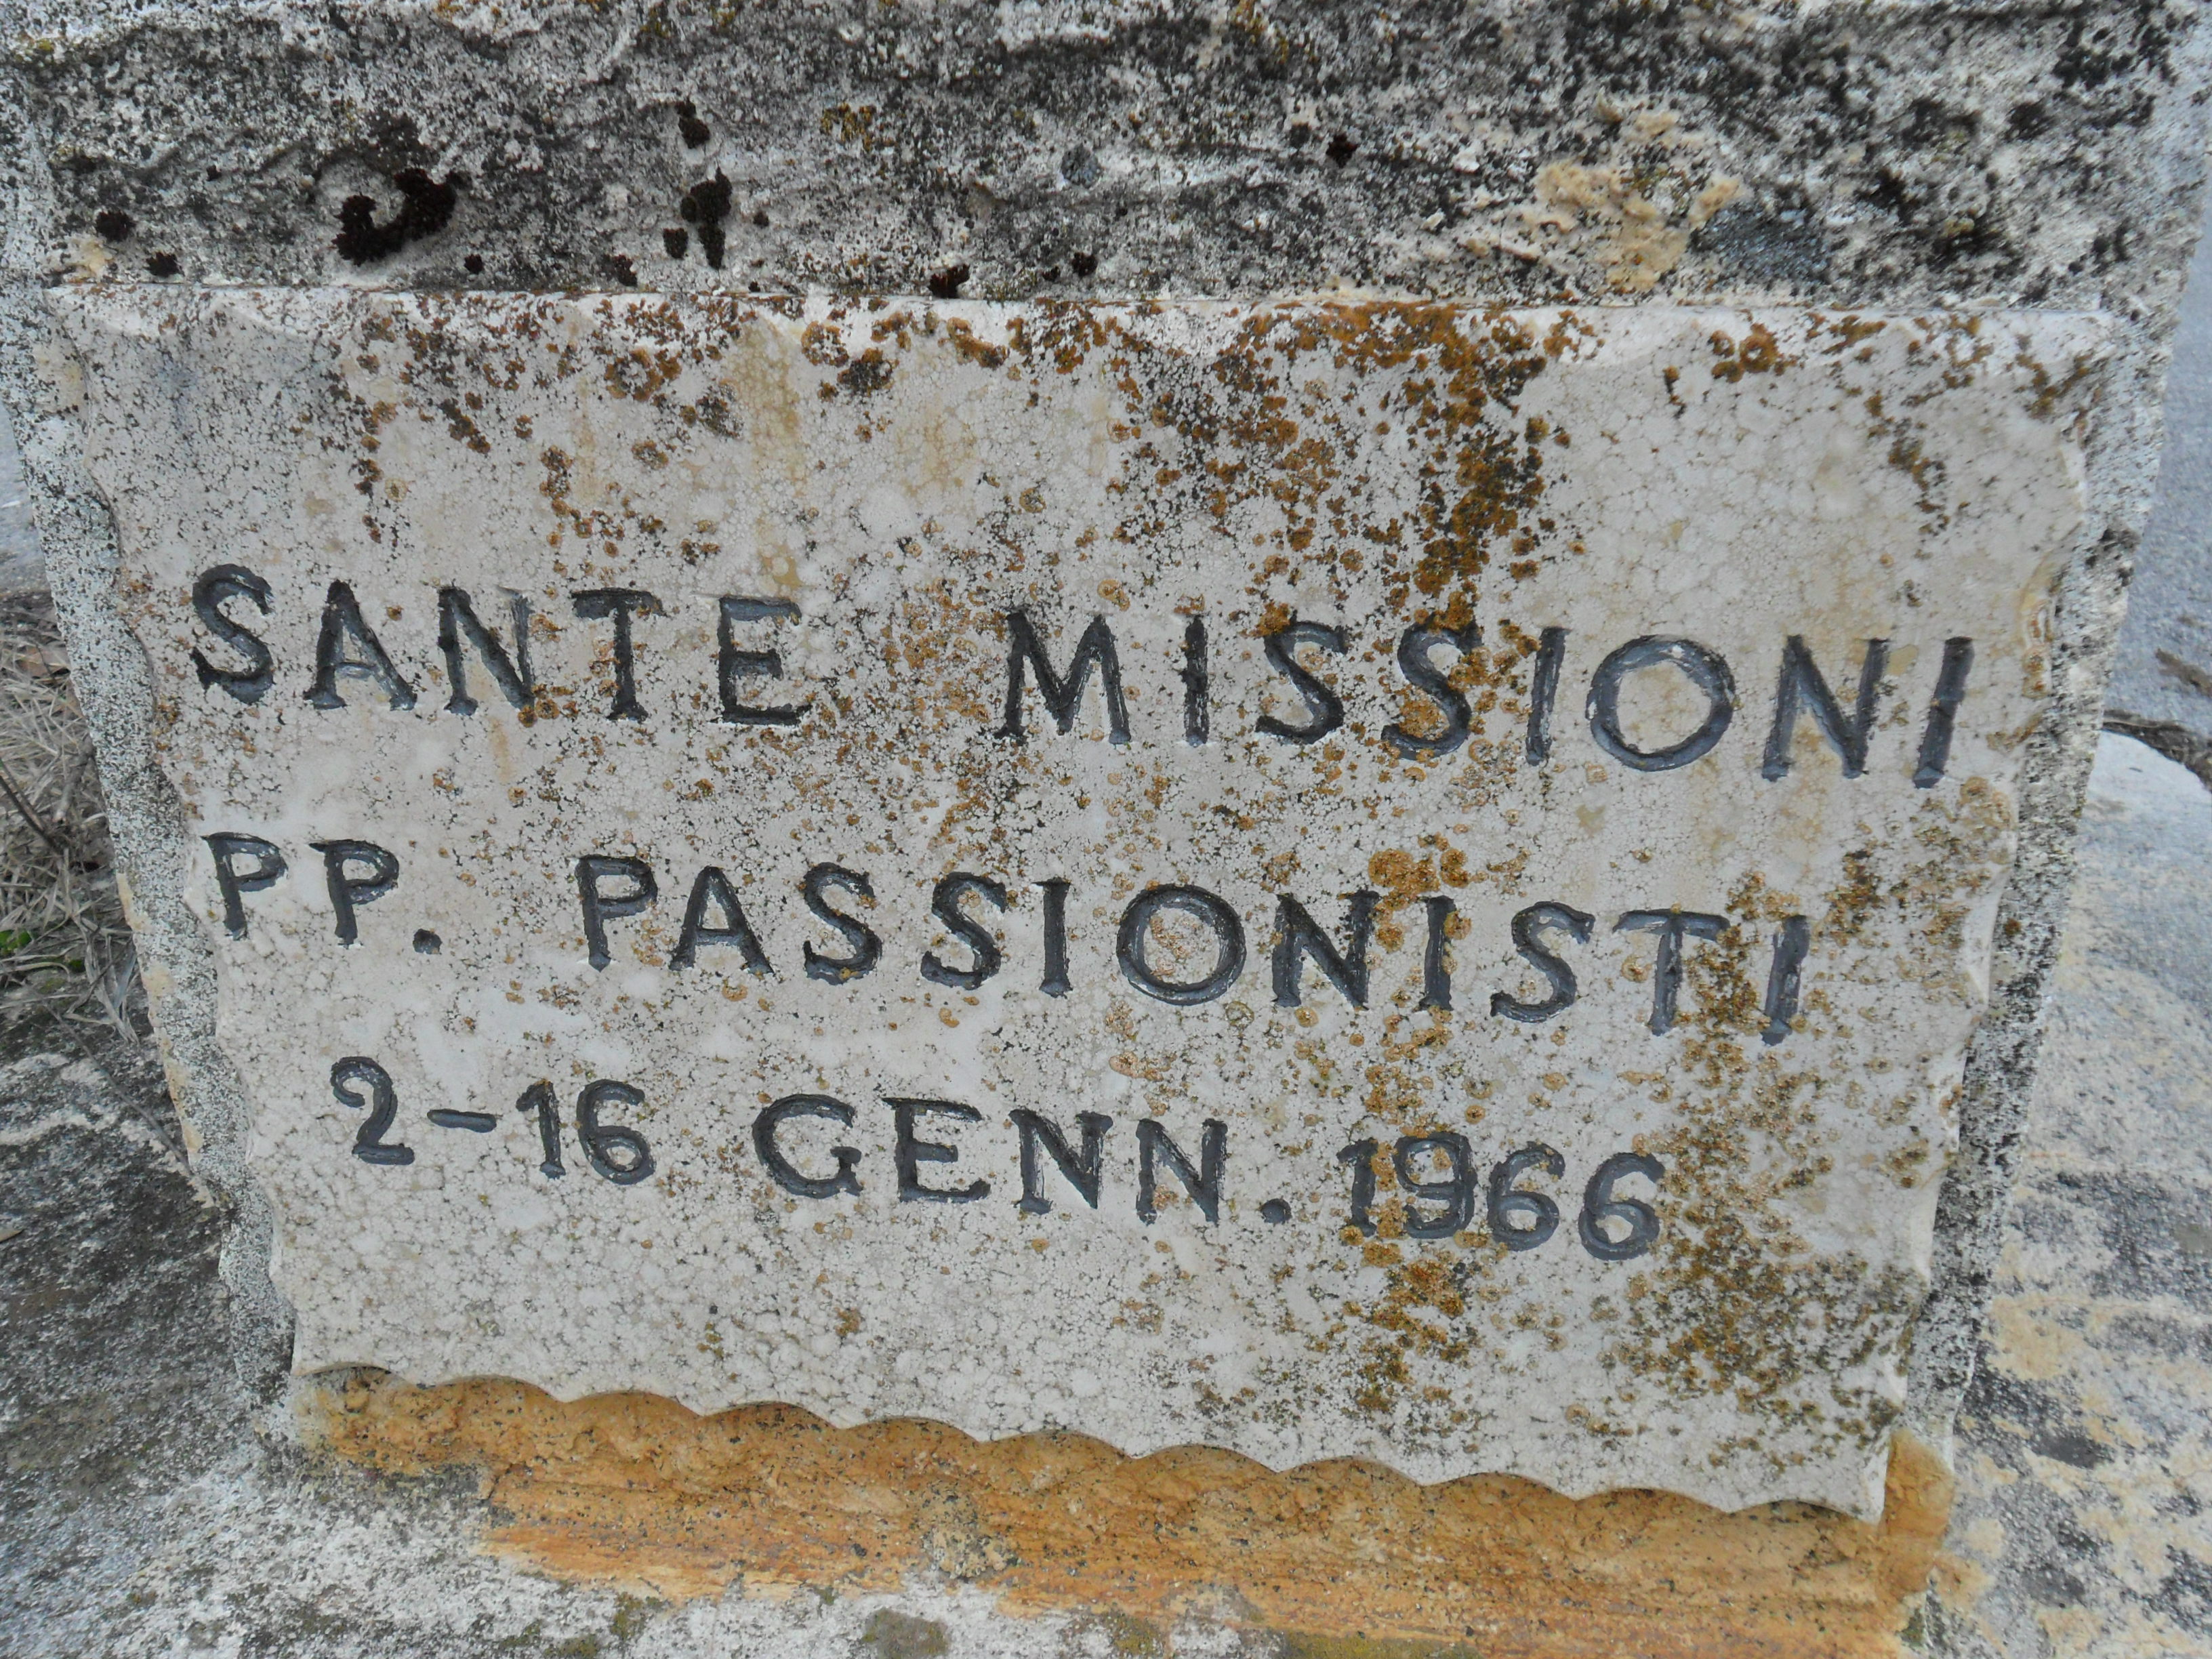 SANTE MISSIONI
PP. PASSIONISTI
2-16 GENN. 1966